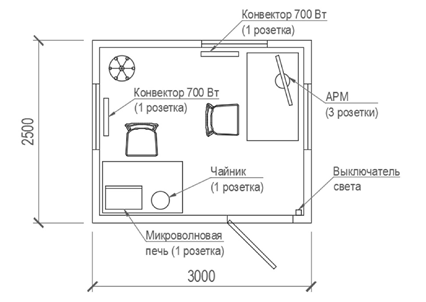 Конвектор 700 Вт
(1 розетка)
Конвектор 700 Вт
(1 розетка)
АРМ
(3 розетки)
2500
Чайник
(1 розетка)
Выключатель
света
Микроволновая
печь (1 розетка)
3000